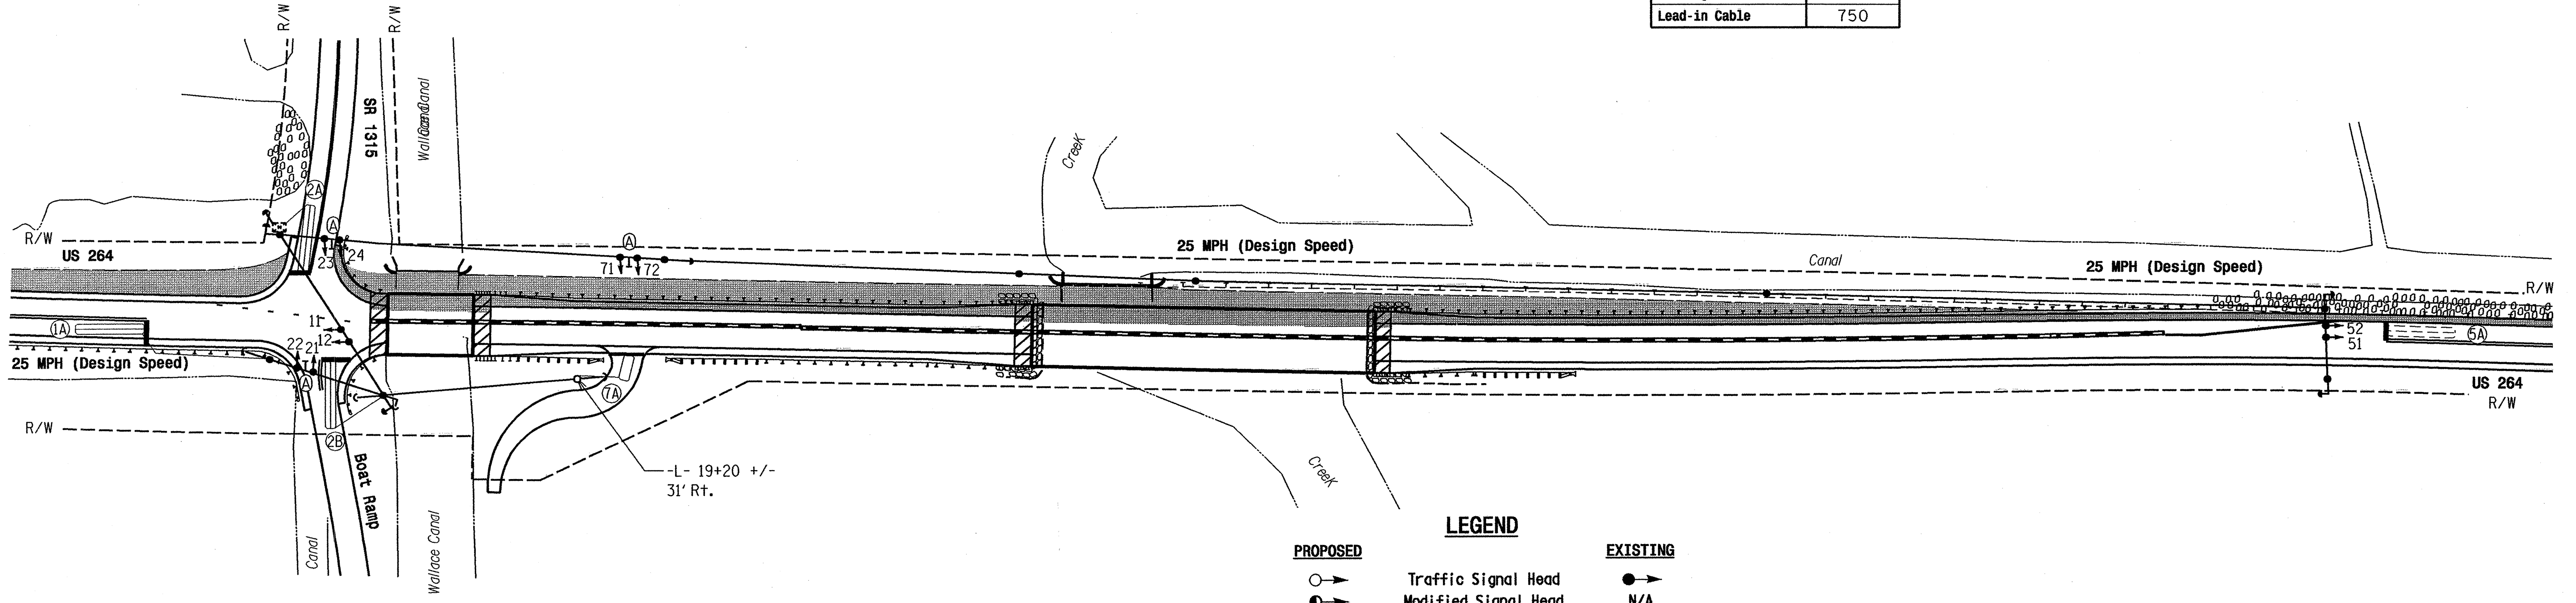 Lead-in Cable 750
R/W
R/W
SR 1315
Wallace Canal
Creek
2A
A
R/W
US 264
23
24
A
71
72
25 MPH (Design Speed)
Canal
25 MPH (Design Speed)
R/W
1A
11
12
22
21
A
25 MPH (Design Speed)
7A
52
51
5A
US 264
R/W
R/W
2B
Boat Ramp
-L- 19+20 +/-
31' Rt.
Creek
Canal
Wallace Canal
LEGEND
PROPOSED EXISTING
Traffic Signal Head
Modified Signal Head N/A